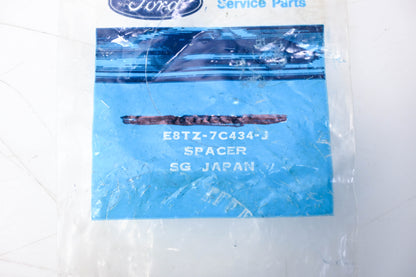 Ford
Service Parts
E8TZ-7C434-J
SPACER
SG JAPAN